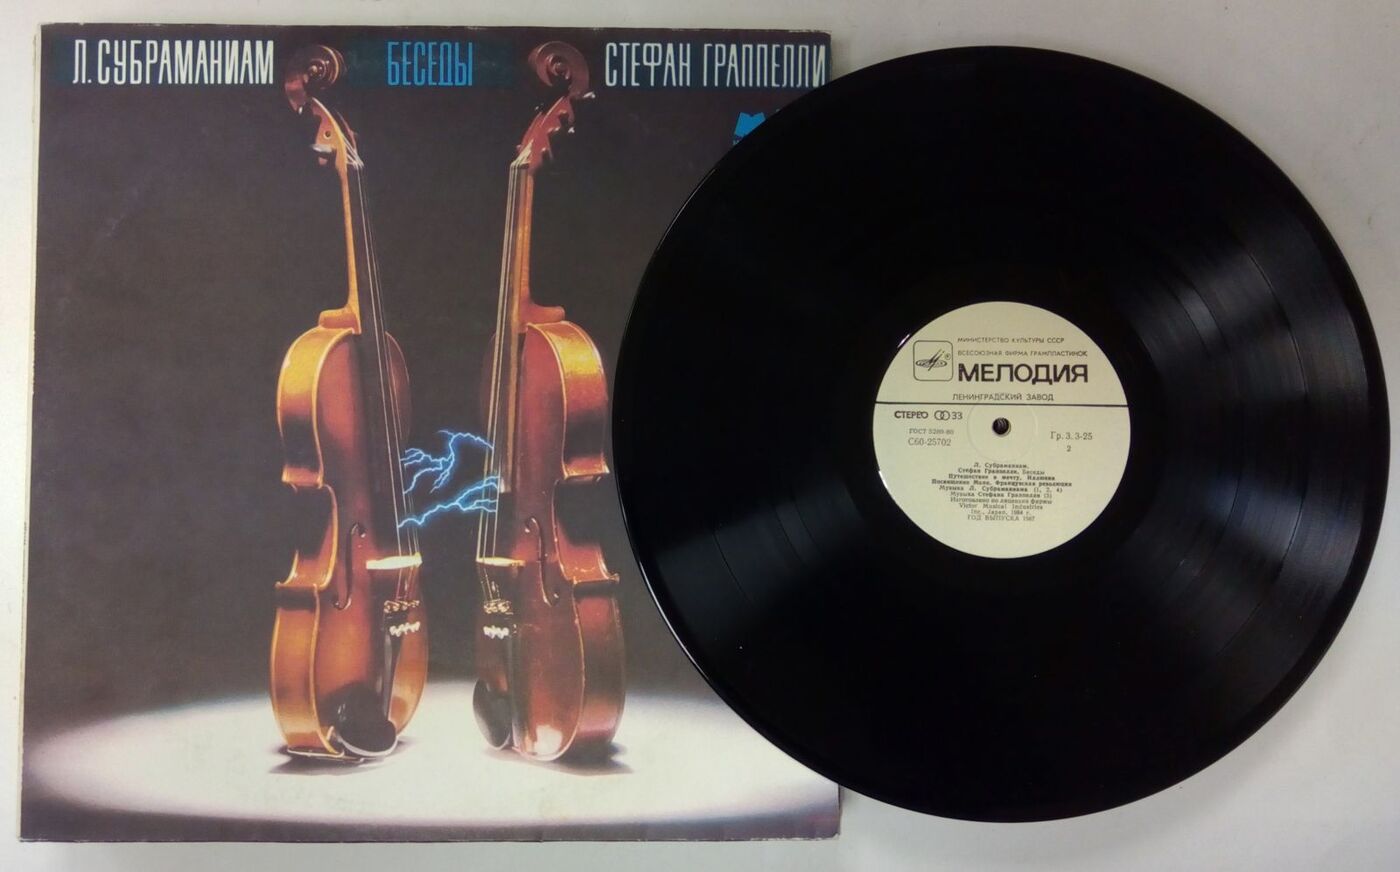 Л. СУБРАМАНИАМ
БЕСЕДЫ
СТЕФАН ГРАППЕЛЛИ
МИНИСТЕРСТВО КУЛЬТУРЫ СССР
ВСЕСОЮЗНАЯ ФИРМА ГРАМПЛАСТИНОК
МЕЛОДИЯ
ЛЕНИНГРАДСКИЙ ЗАВОД
СТЕРЕО 33
ГОСТ 5289-80
С60-25702
Гр. 3. 3-25
2
Л. Субраманиам,
Стефан Граппелли. Беседы
Путешествие в мечту, Иллюзия
Посвящение Мани, Французская революция
Музыка Л. Субраманиама (1, 2, 4)
Музыка Стефана Граппелли (3)
Изготовлено по лицензии фирмы
Victor Musical Industries
Inc., Japan, 1984 г.
ГОД ВЫПУСКА 1987